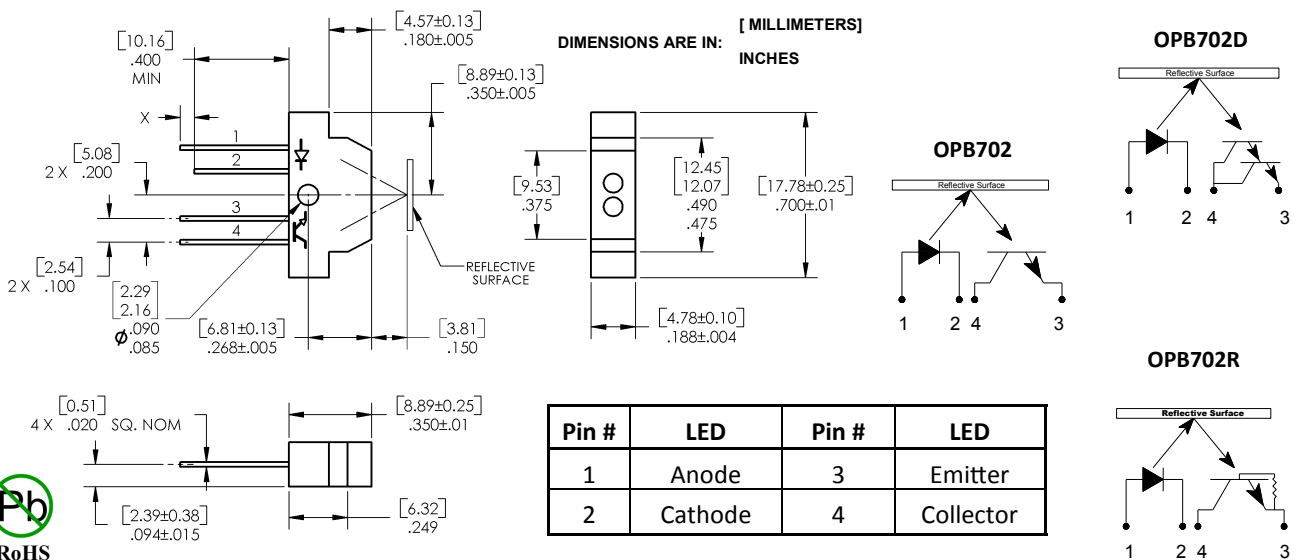 [4.57±0.13]
.180±.005
[10.16]
.400
MIN
DIMENSIONS ARE IN:
[ MILLIMETERS]
INCHES
[8.89±0.13]
.350±.005
X
1
2
2 X [5.08]
.200
3
4
[2.54]
2 X .100
[2.29]
[2.16]
ø.090
.085
[6.81±0.13]
.268±.005
[3.81]
.150
REFLECTIVE
SURFACE
[9.53]
.375
[12.45]
[12.07]
.490
.475
[17.78±0.25]
.700±.01
[4.78±0.10]
.188±.004
OPB702
Reflective Surface
1 2 4 3
OPB702D
Reflective Surface
1 2 4 3
OPB702R
Reflective Surface
1 2 4 3
[0.51]
4 X .020 SQ. NOM
[8.89±0.25]
.350±.01
[2.39±0.38]
.094±.015
[6.32]
.249
Pb
RoHS
Pin # LED Pin # LED
1 Anode 3 Emitter
2 Cathode 4 Collector